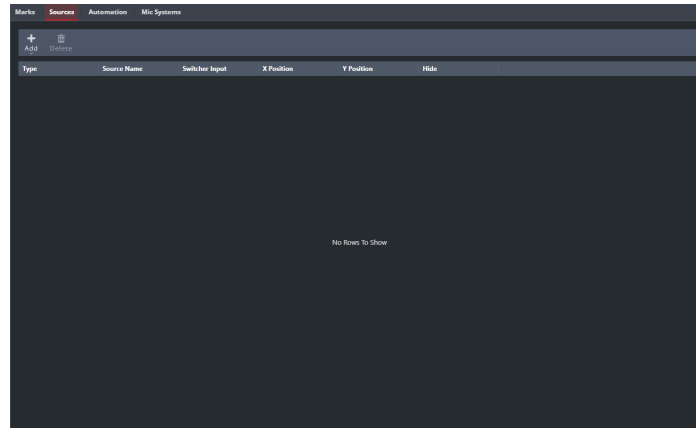 Marks Sources Automation Mic Systems
Add Delete
Type Source Name Switcher Input X Position Y Position Hide
No Rows To Show